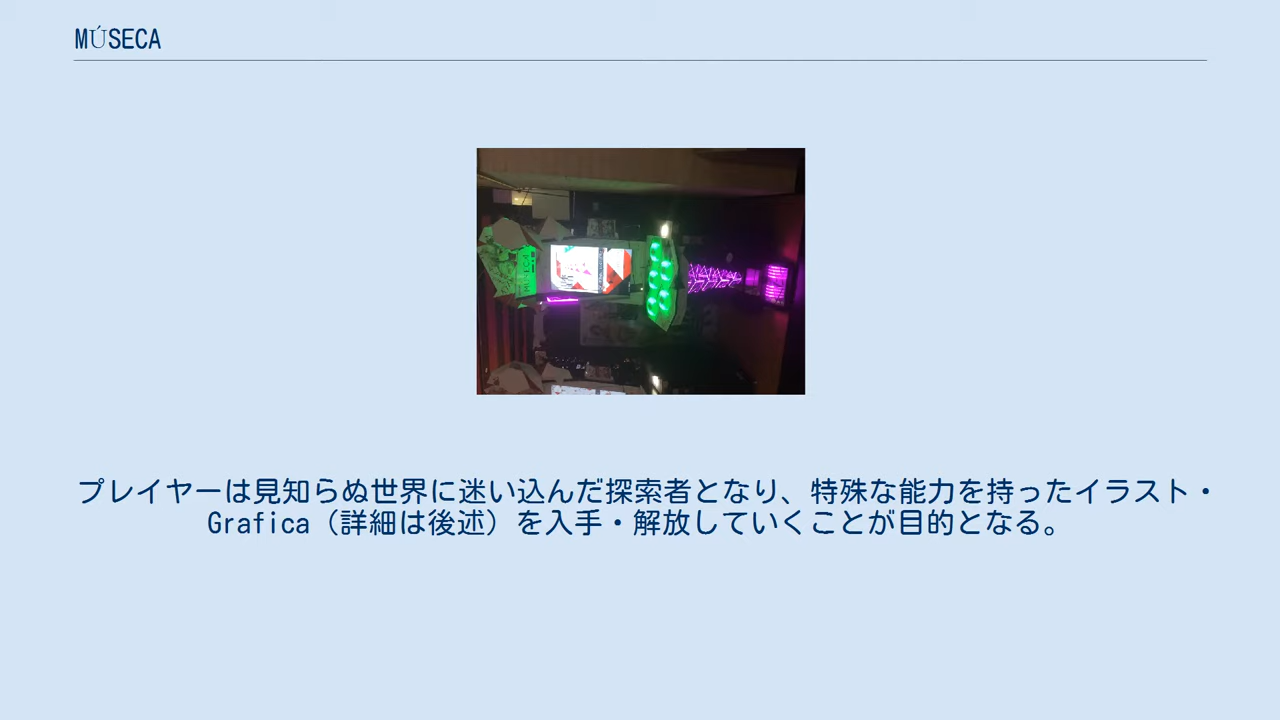 MÚSECA
MÚSECA
プレイヤーは見知らぬ世界に迷い込んだ探索者となり、特殊な能力を持ったイラスト・
Grafica（詳細は後述）を入手・解放していくことが目的となる。